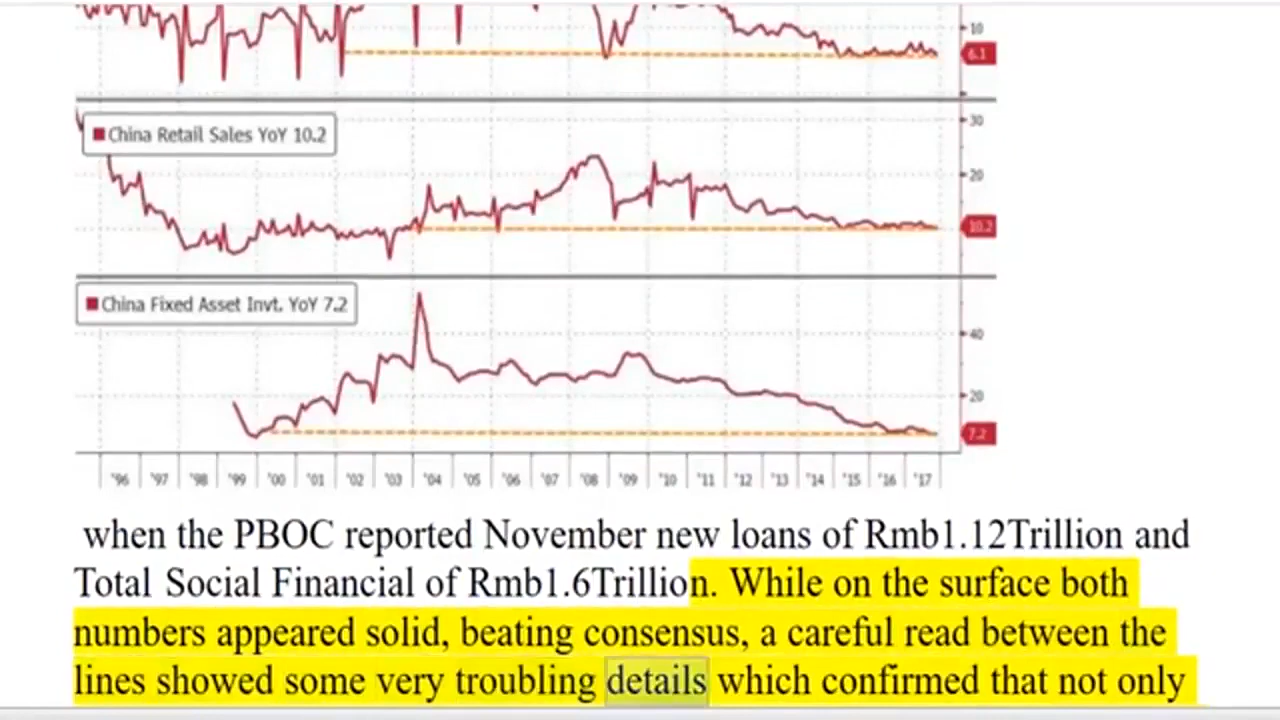 10
6.1
China Retail Sales YoY 10.2
30
20
10.2
China Fixed Asset Invt. YoY 7.2
40
20
7.2
'96 '97 '98 '99 '00 '01 '02 '03 '04 '05 '06 '07 '08 '09 '10 '11 '12 '13 '14 '15 '16 '17
when the PBOC reported November new loans of Rmb1.12Trillion and
Total Social Financial of Rmb1.6Trillion. While on the surface both
numbers appeared solid, beating consensus, a careful read between the
lines showed some very troubling details which confirmed that not only